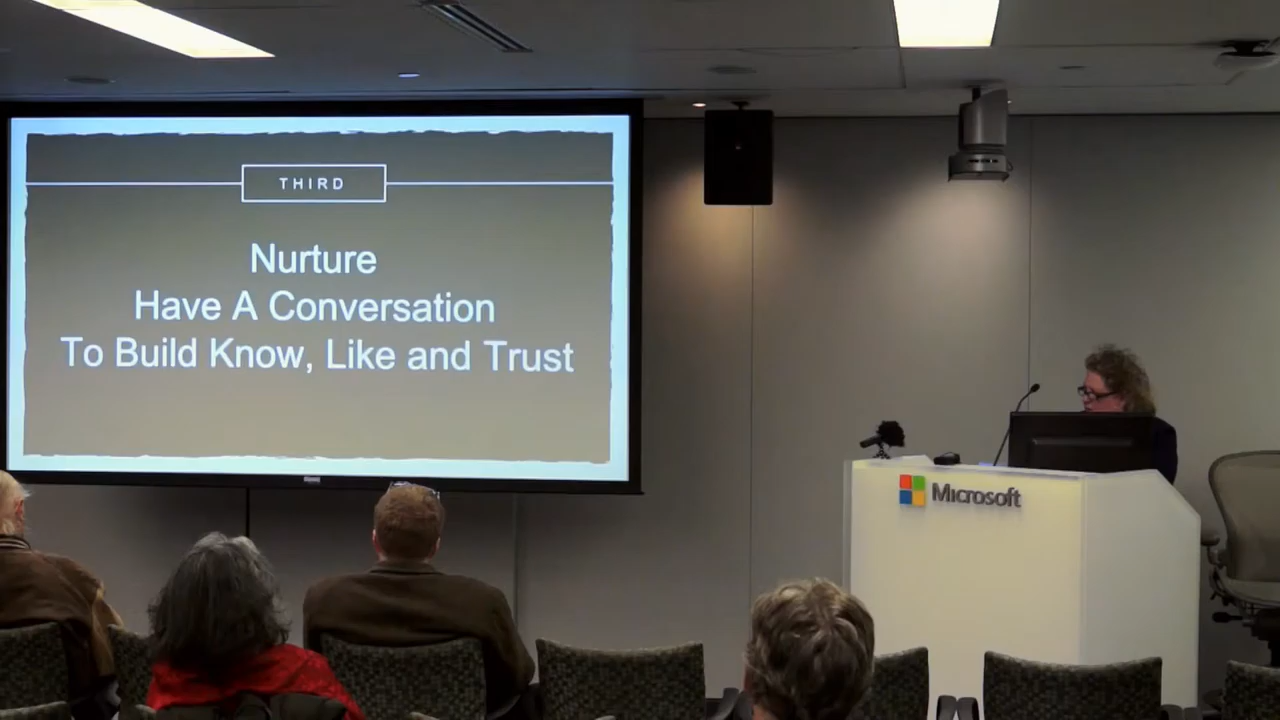 THIRD
Nurture
Have A Conversation
To Build Know, Like and Trust
Microsoft